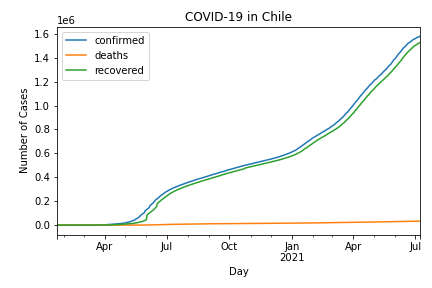 COVID-19 in Chile
1e6
confirmed
deaths
recovered
Number of Cases
1.6
1.4
1.2
1.0
0.8
0.6
0.4
0.2
0.0
Apr Jul Oct Jan Apr Jul
2021
Day